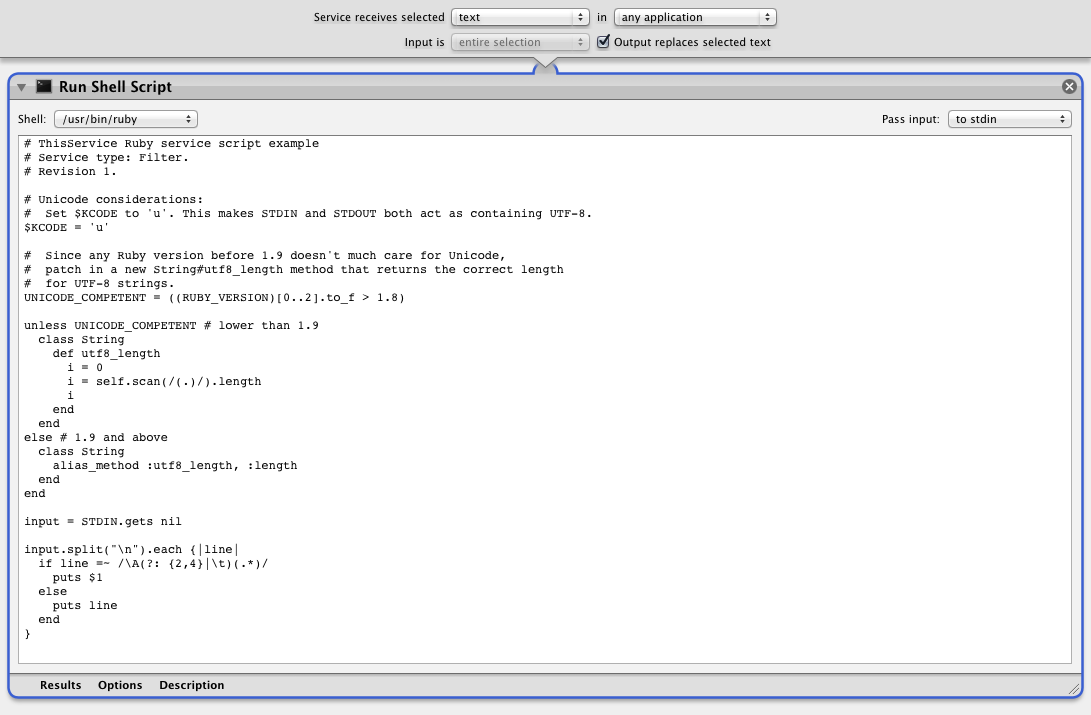 Service receives selected text in any application
Input is entire selection Output replaces selected text
Run Shell Script
Shell: /usr/bin/ruby Pass input: to stdin
# ThisService Ruby service script example
# Service type: Filter.
# Revision 1.
# Unicode considerations:
#  Set $KCODE to 'u'. This makes STDIN and STDOUT both act as containing UTF-8.
$KCODE = 'u'
#  Since any Ruby version before 1.9 doesn't much care for Unicode,
#  patch in a new String#utf8_length method that returns the correct length
#  for UTF-8 strings.
UNICODE_COMPETENT = ((RUBY_VERSION)[0..2].to_f > 1.8)
unless UNICODE_COMPETENT # lower than 1.9
  class String
    def utf8_length
      i = 0
      i = self.scan(/(.)/).length
      i
    end
  end
else # 1.9 and above
  class String
    alias_method :utf8_length, :length
  end
end
input = STDIN.gets nil
input.split("\n").each {|line|
  if line =~ /\A(?: {2,4}|\t)(.*)/
    puts $1
  else
    puts line
  end
}
Results Options Description